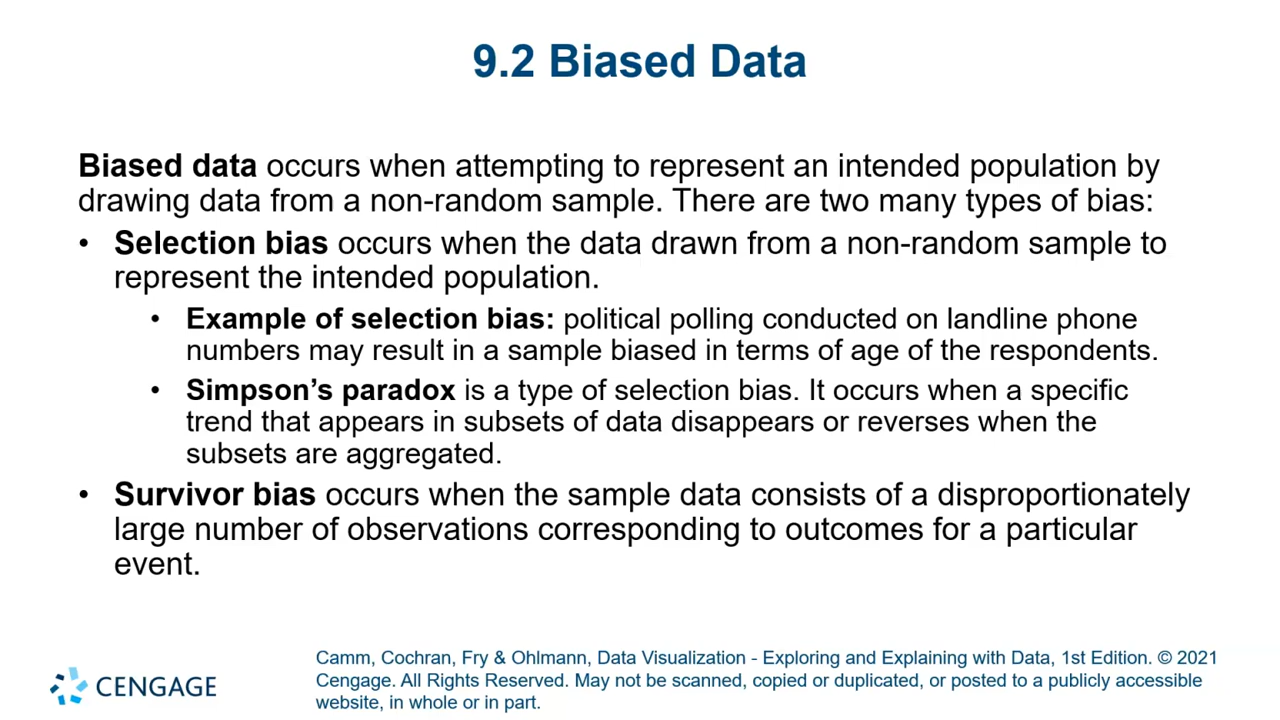 9.2 Biased Data
Biased data occurs when attempting to represent an intended population by
drawing data from a non-random sample. There are two many types of bias:
• Selection bias occurs when the data drawn from a non-random sample to
represent the intended population.
• Example of selection bias: political polling conducted on landline phone
numbers may result in a sample biased in terms of age of the respondents.
• Simpson’s paradox is a type of selection bias. It occurs when a specific
trend that appears in subsets of data disappears or reverses when the
subsets are aggregated.
• Survivor bias occurs when the sample data consists of a disproportionately
large number of observations corresponding to outcomes for a particular
event.
CENGAGE
Camm, Cochran, Fry & Ohlmann, Data Visualization - Exploring and Explaining with Data, 1st Edition. © 2021
Cengage. All Rights Reserved. May not be scanned, copied or duplicated, or posted to a publicly accessible
website, in whole or in part.